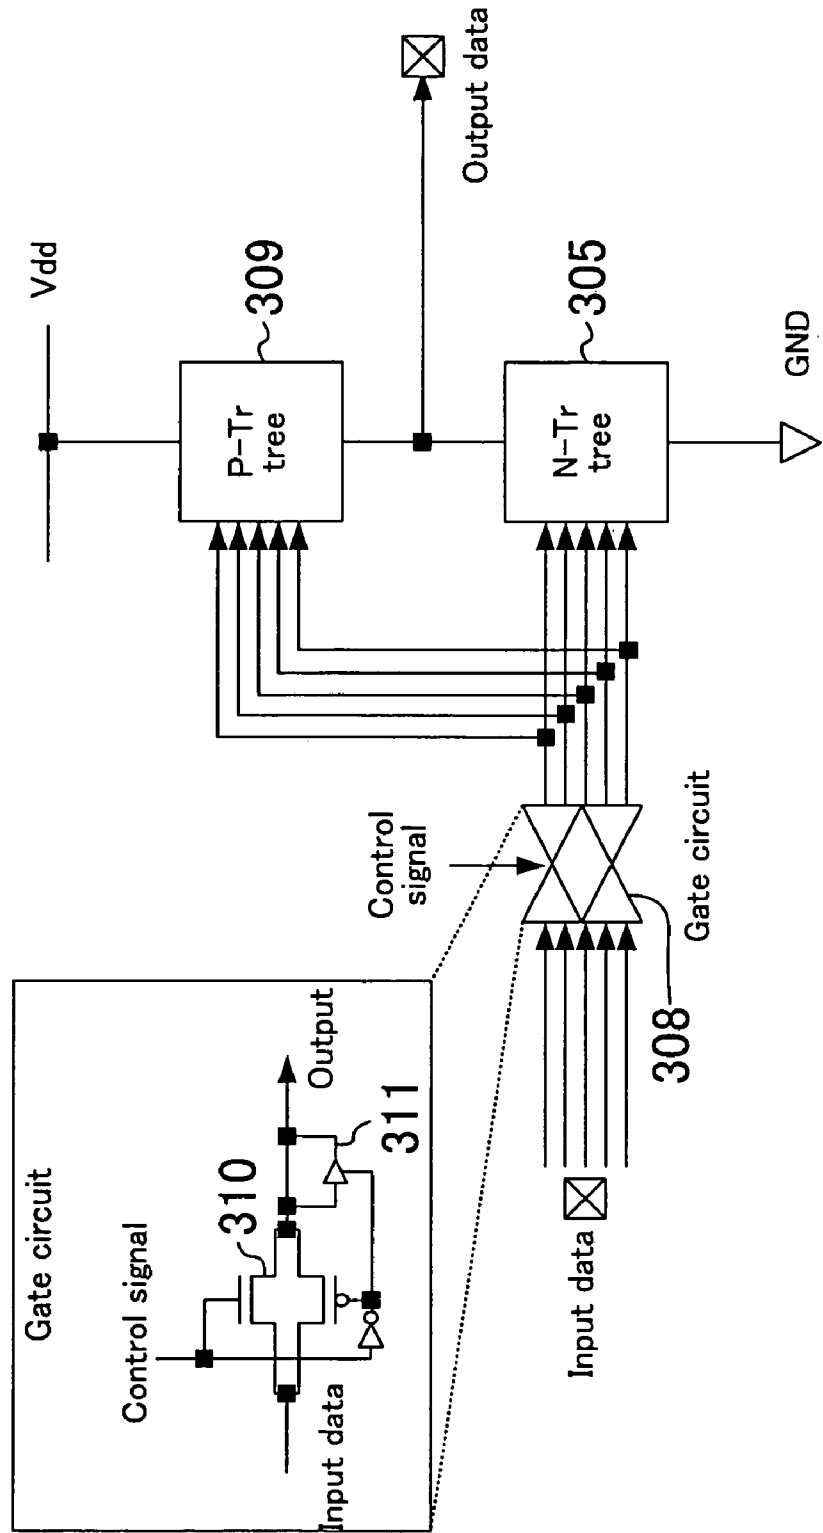 Gate circuit
Control signal
310
Input data
Output
311
Control
signal
Input data
308
Gate circuit
Vdd
P-Tr
tree
309
Output data
N-Tr
tree
305
GND